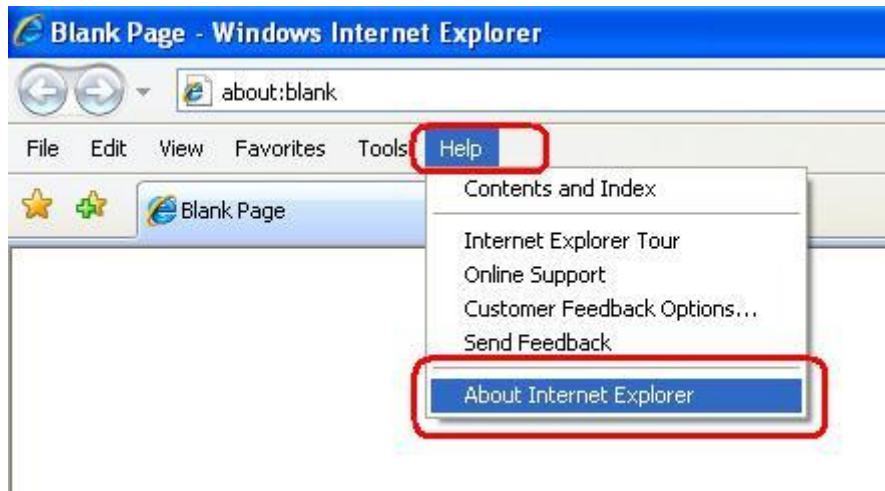 Blank Page - Windows Internet Explorer
about:blank
File Edit View Favorites Tools Help
Contents and Index
Blank Page
Internet Explorer Tour
Online Support
Customer Feedback Options...
Send Feedback
About Internet Explorer